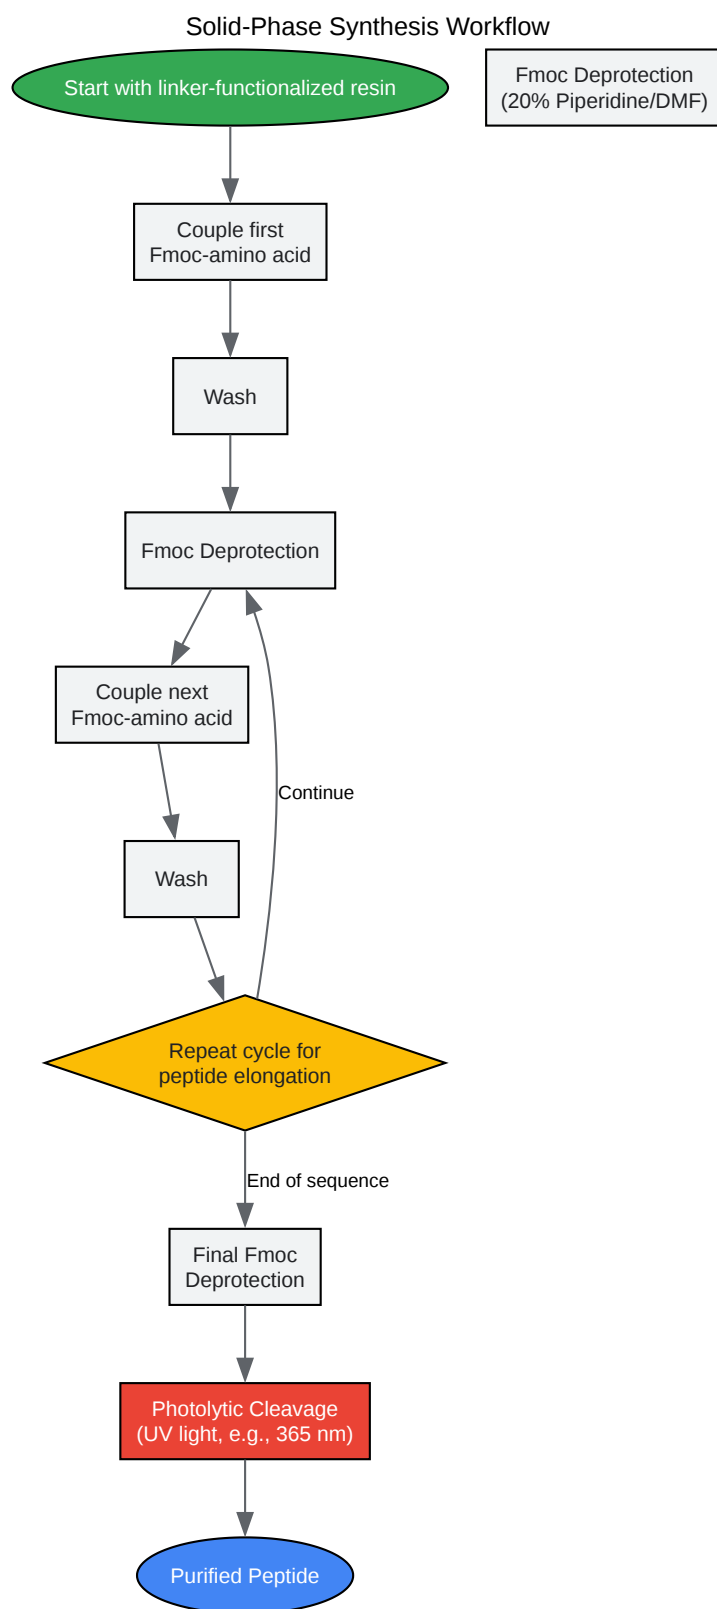 Solid-Phase Synthesis Workflow
Start with linker-functionalized resin
Fmoc Deprotection
(20% Piperidine/DMF)
Couple first
Fmoc-amino acid
Wash
Fmoc Deprotection
Couple next
Fmoc-amino acid
Continue
Wash
Repeat cycle for
peptide elongation
End of sequence
Final Fmoc
Deprotection
Photolytic Cleavage
(UV light, e.g., 365 nm)
Purified Peptide